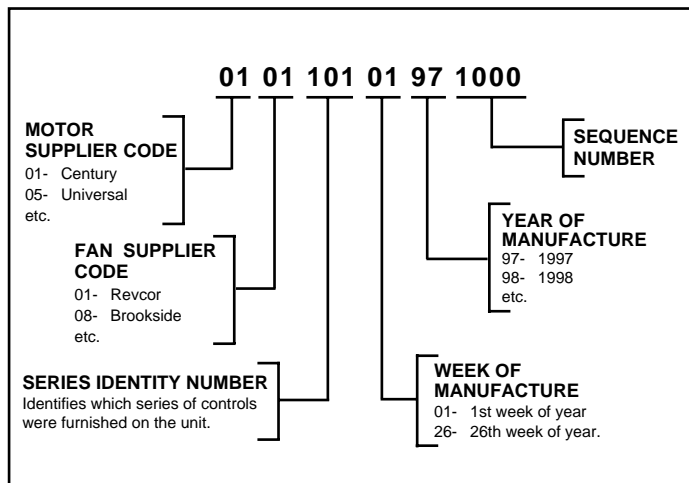 01 01 101 01 97 1000
MOTOR
SUPPLIER CODE
01- Century
05- Universal
etc.
FAN SUPPLIER
CODE
01- Revcor
08- Brookside
etc.
SERIES IDENTITY NUMBER
Identifies which series of controls
were furnished on the unit.
SEQUENCE
NUMBER
YEAR OF
MANUFACTURE
97- 1997
98- 1998
etc.
WEEK OF
MANUFACTURE
01- 1st week of year
26- 26th week of year.